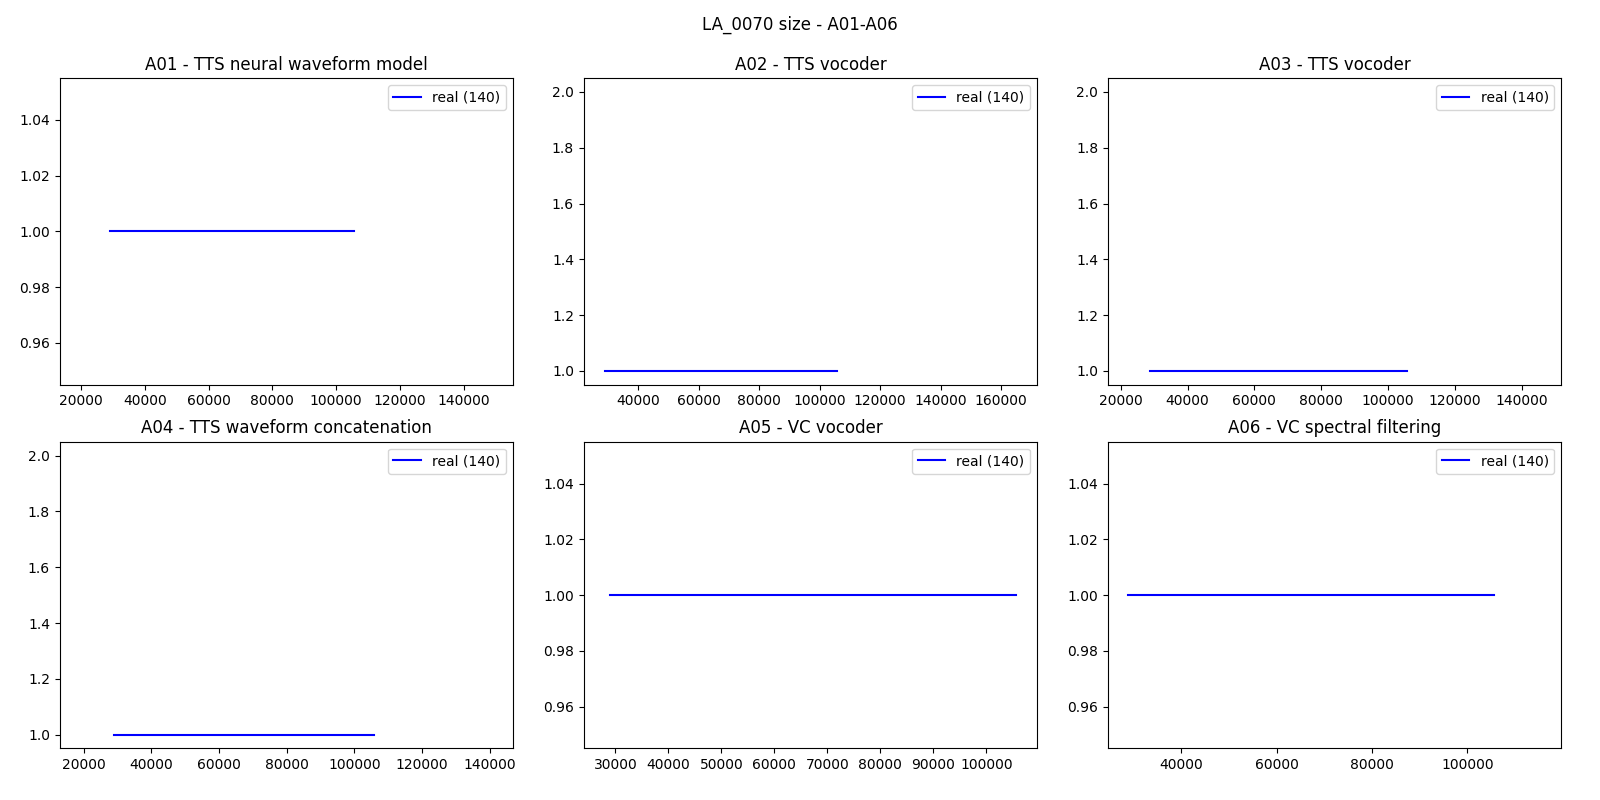 LA_0070 size - A01-A06
A01 - TTS neural waveform model
real (140)
1.04
1.02
1.00
0.98
0.96
20000 40000 60000 80000 100000 120000 140000
A02 - TTS vocoder
real (140)
2.0
1.8
1.6
1.4
1.2
1.0
40000 60000 80000 100000 120000 140000 160000
A03 - TTS vocoder
real (140)
2.0
1.8
1.6
1.4
1.2
1.0
20000 40000 60000 80000 100000 120000 140000
A04 - TTS waveform concatenation
real (140)
2.0
1.8
1.6
1.4
1.2
1.0
20000 40000 60000 80000 100000 120000 140000
A05 - VC vocoder
real (140)
1.04
1.02
1.00
0.98
0.96
30000 40000 50000 60000 70000 80000 90000 100000
A06 - VC spectral filtering
real (140)
1.04
1.02
1.00
0.98
0.96
40000 60000 80000 100000